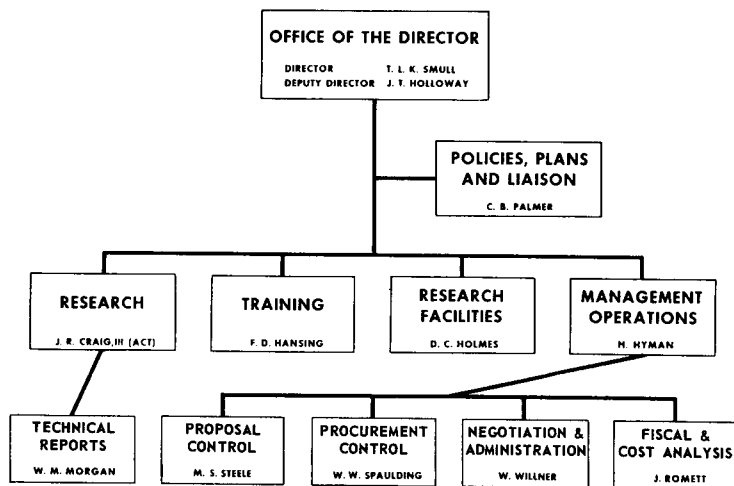 OFFICE OF THE DIRECTOR
DIRECTOR T. L. K. SMULL
DEPUTY DIRECTOR J. T. HOLLOWAY
POLICIES, PLANS
AND LIAISON
C. B. PALMER
RESEARCH
J. R. CRAIG, III (ACT)
TRAINING
F. D. HANSING
RESEARCH
FACILITIES
D. C. HOLMES
MANAGEMENT
OPERATIONS
H. HYMAN
TECHNICAL
REPORTS
W. M. MORGAN
PROPOSAL
CONTROL
M. S. STEELE
PROCUREMENT
CONTROL
W. W. SPAULDING
NEGOTIATION &
ADMINISTRATION
W. WILLNER
FISCAL &
COST ANALYSIS
J. ROMETT